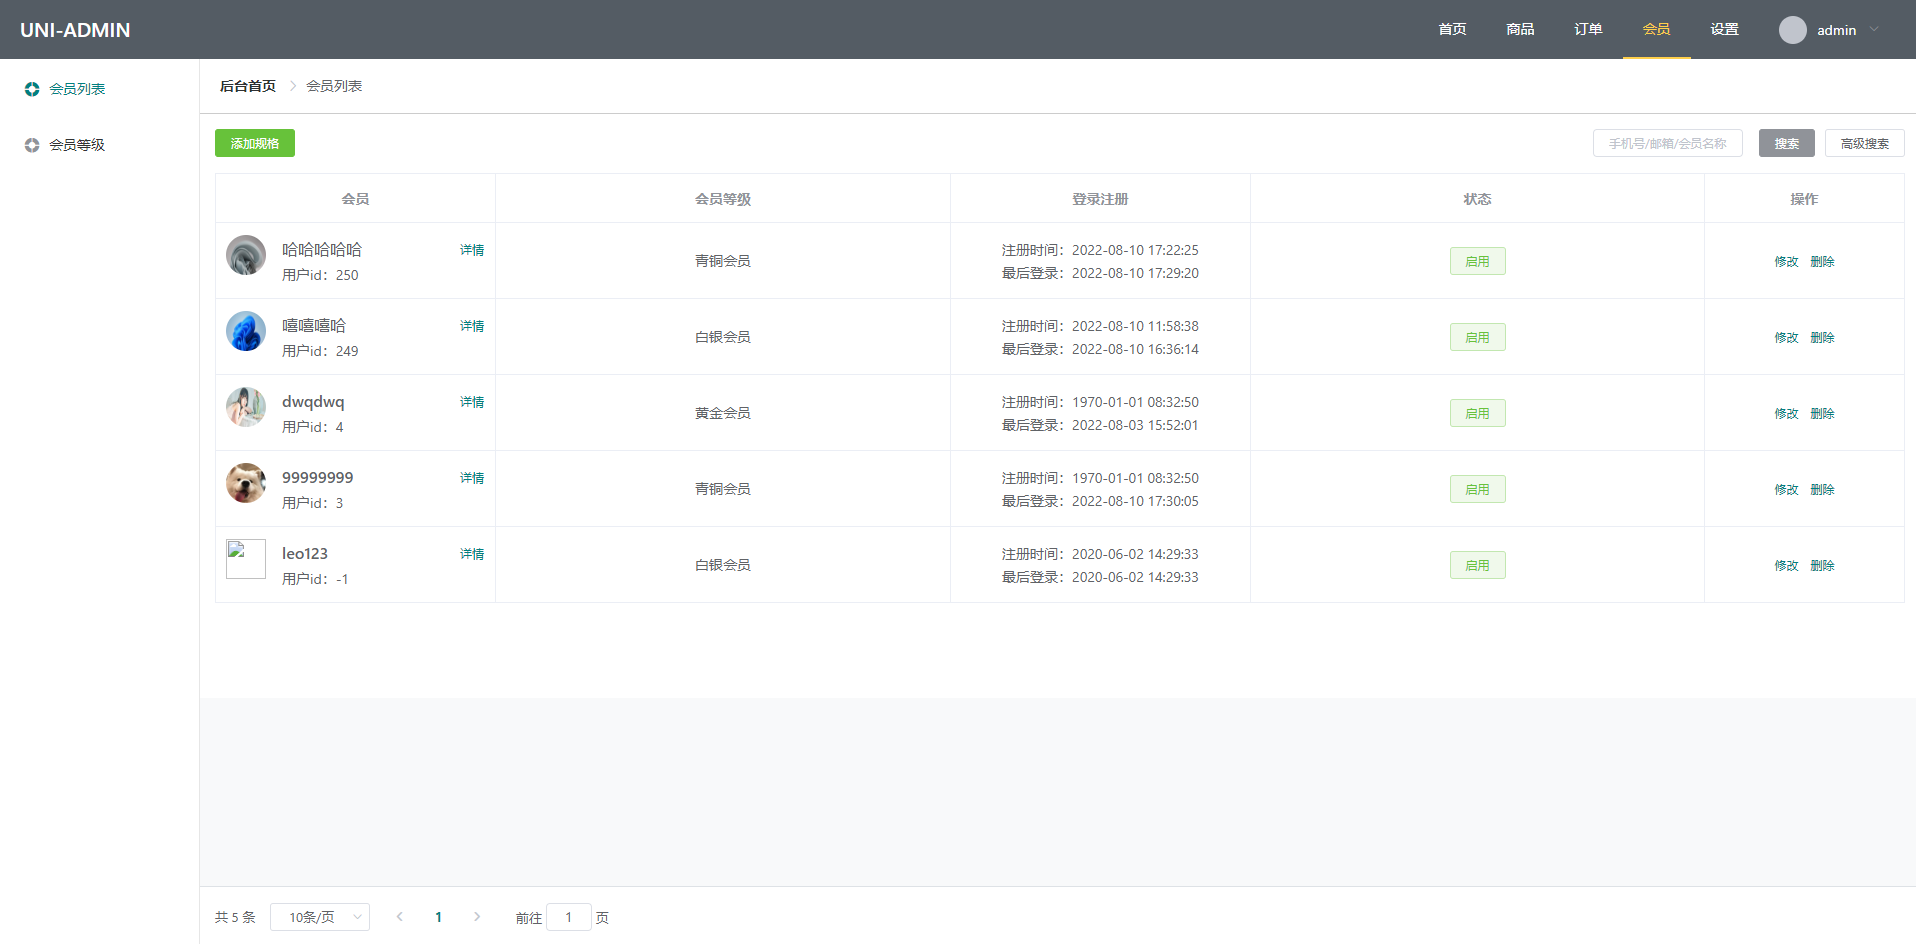 UNI-ADMIN
首页 商品 订单 会员 设置 admin
会员列表
会员等级
后台首页 会员列表
添加规格 手机号/邮箱/会员名称 搜索 高级搜索
会员 会员等级 登录注册 状态 操作
哈哈哈哈哈 详情
用户id：250
青铜会员
注册时间：2022-08-10 17:22:25
最后登录：2022-08-10 17:29:20
启用
修改 删除
嘻嘻嘻哈 详情
用户id：249
白银会员
注册时间：2022-08-10 11:58:38
最后登录：2022-08-10 16:36:14
启用
修改 删除
dwqdwq 详情
用户id：4
黄金会员
注册时间：1970-01-01 08:32:50
最后登录：2022-08-03 15:52:01
启用
修改 删除
99999999 详情
用户id：3
青铜会员
注册时间：1970-01-01 08:32:50
最后登录：2022-08-10 17:30:05
启用
修改 删除
leo123 详情
用户id：-1
白银会员
注册时间：2020-06-02 14:29:33
最后登录：2020-06-02 14:29:33
启用
修改 删除
共 5 条 10条/页 1 前往 1 页